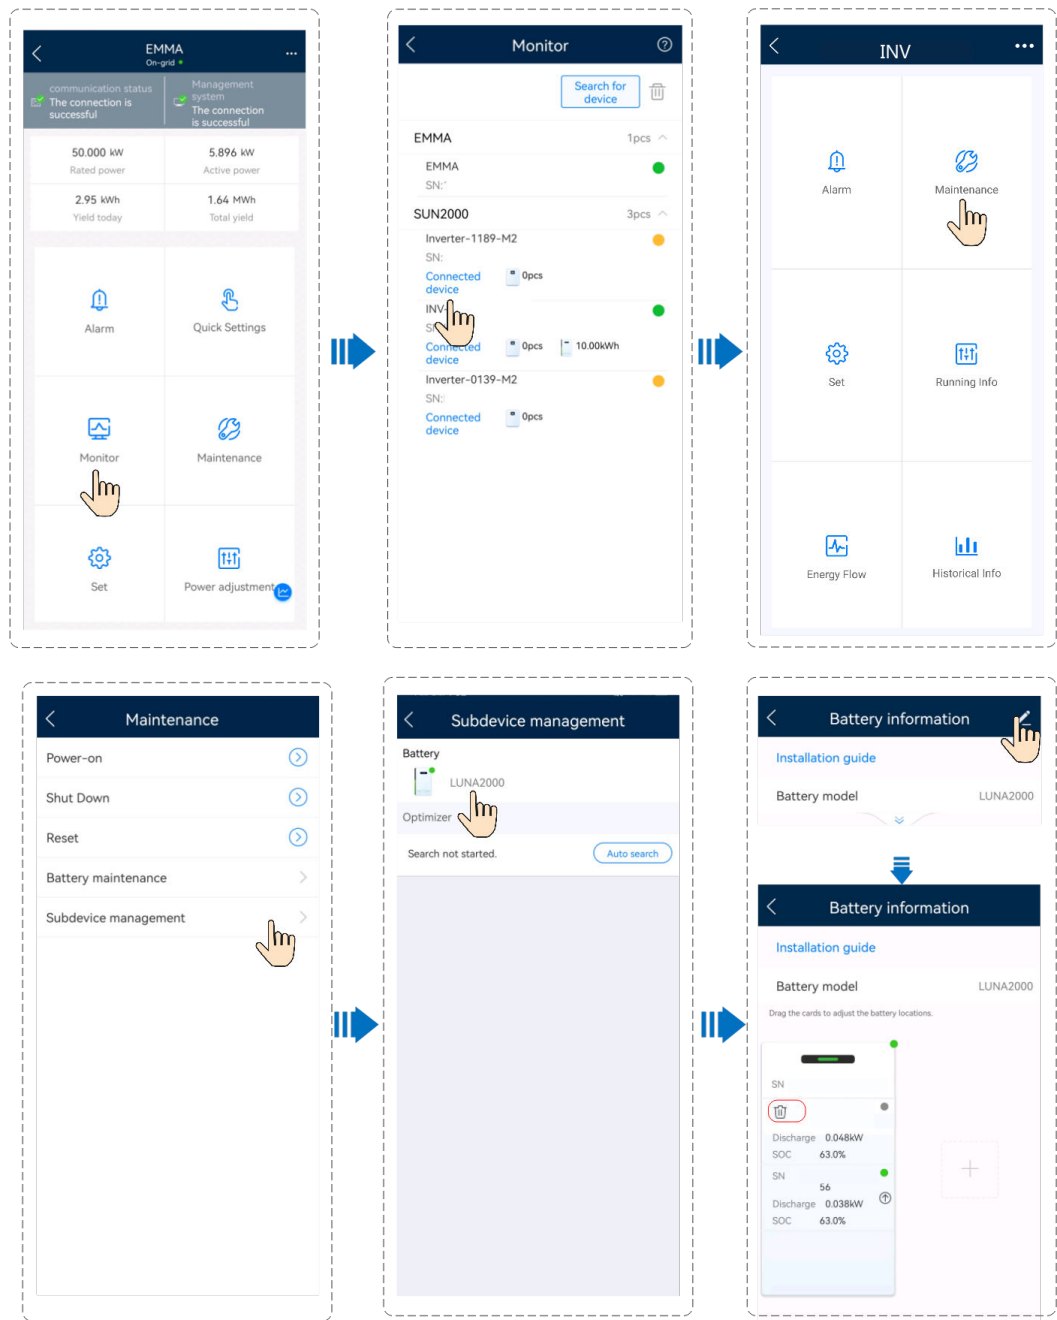 EMMA
On-grid
communication status
The connection is
successful
Management
system
The connection
is successful
50.000 kW
Rated power
5.896 kW
Active power
2.95 kWh
Yield today
1.64 MWh
Total yield
Alarm
Quick Settings
Monitor
Maintenance
Set
Power adjustment
Monitor
Search for
device
EMMA
1pcs
EMMA
SN:
SUN2000
3pcs
Inverter-1189-M2
SN:
Connected
device
0pcs
INV-
Connected
device
0pcs
10.00kWh
Inverter-0139-M2
SN:
Connected
device
0pcs
INV
Alarm
Maintenance
Set
Running Info
Energy Flow
Historical Info
Maintenance
Power-on
Shut Down
Reset
Battery maintenance
Subdevice management
Subdevice management
Battery
LUNA2000
Optimizer
Search not started.
Auto search
Battery information
Installation guide
Battery model
LUNA2000
Battery information
Installation guide
Battery model
LUNA2000
Drag the cards to adjust the battery locations.
SN
Discharge 0.048kW
SOC 63.0%
SN
56
Discharge 0.038kW
SOC 63.0%